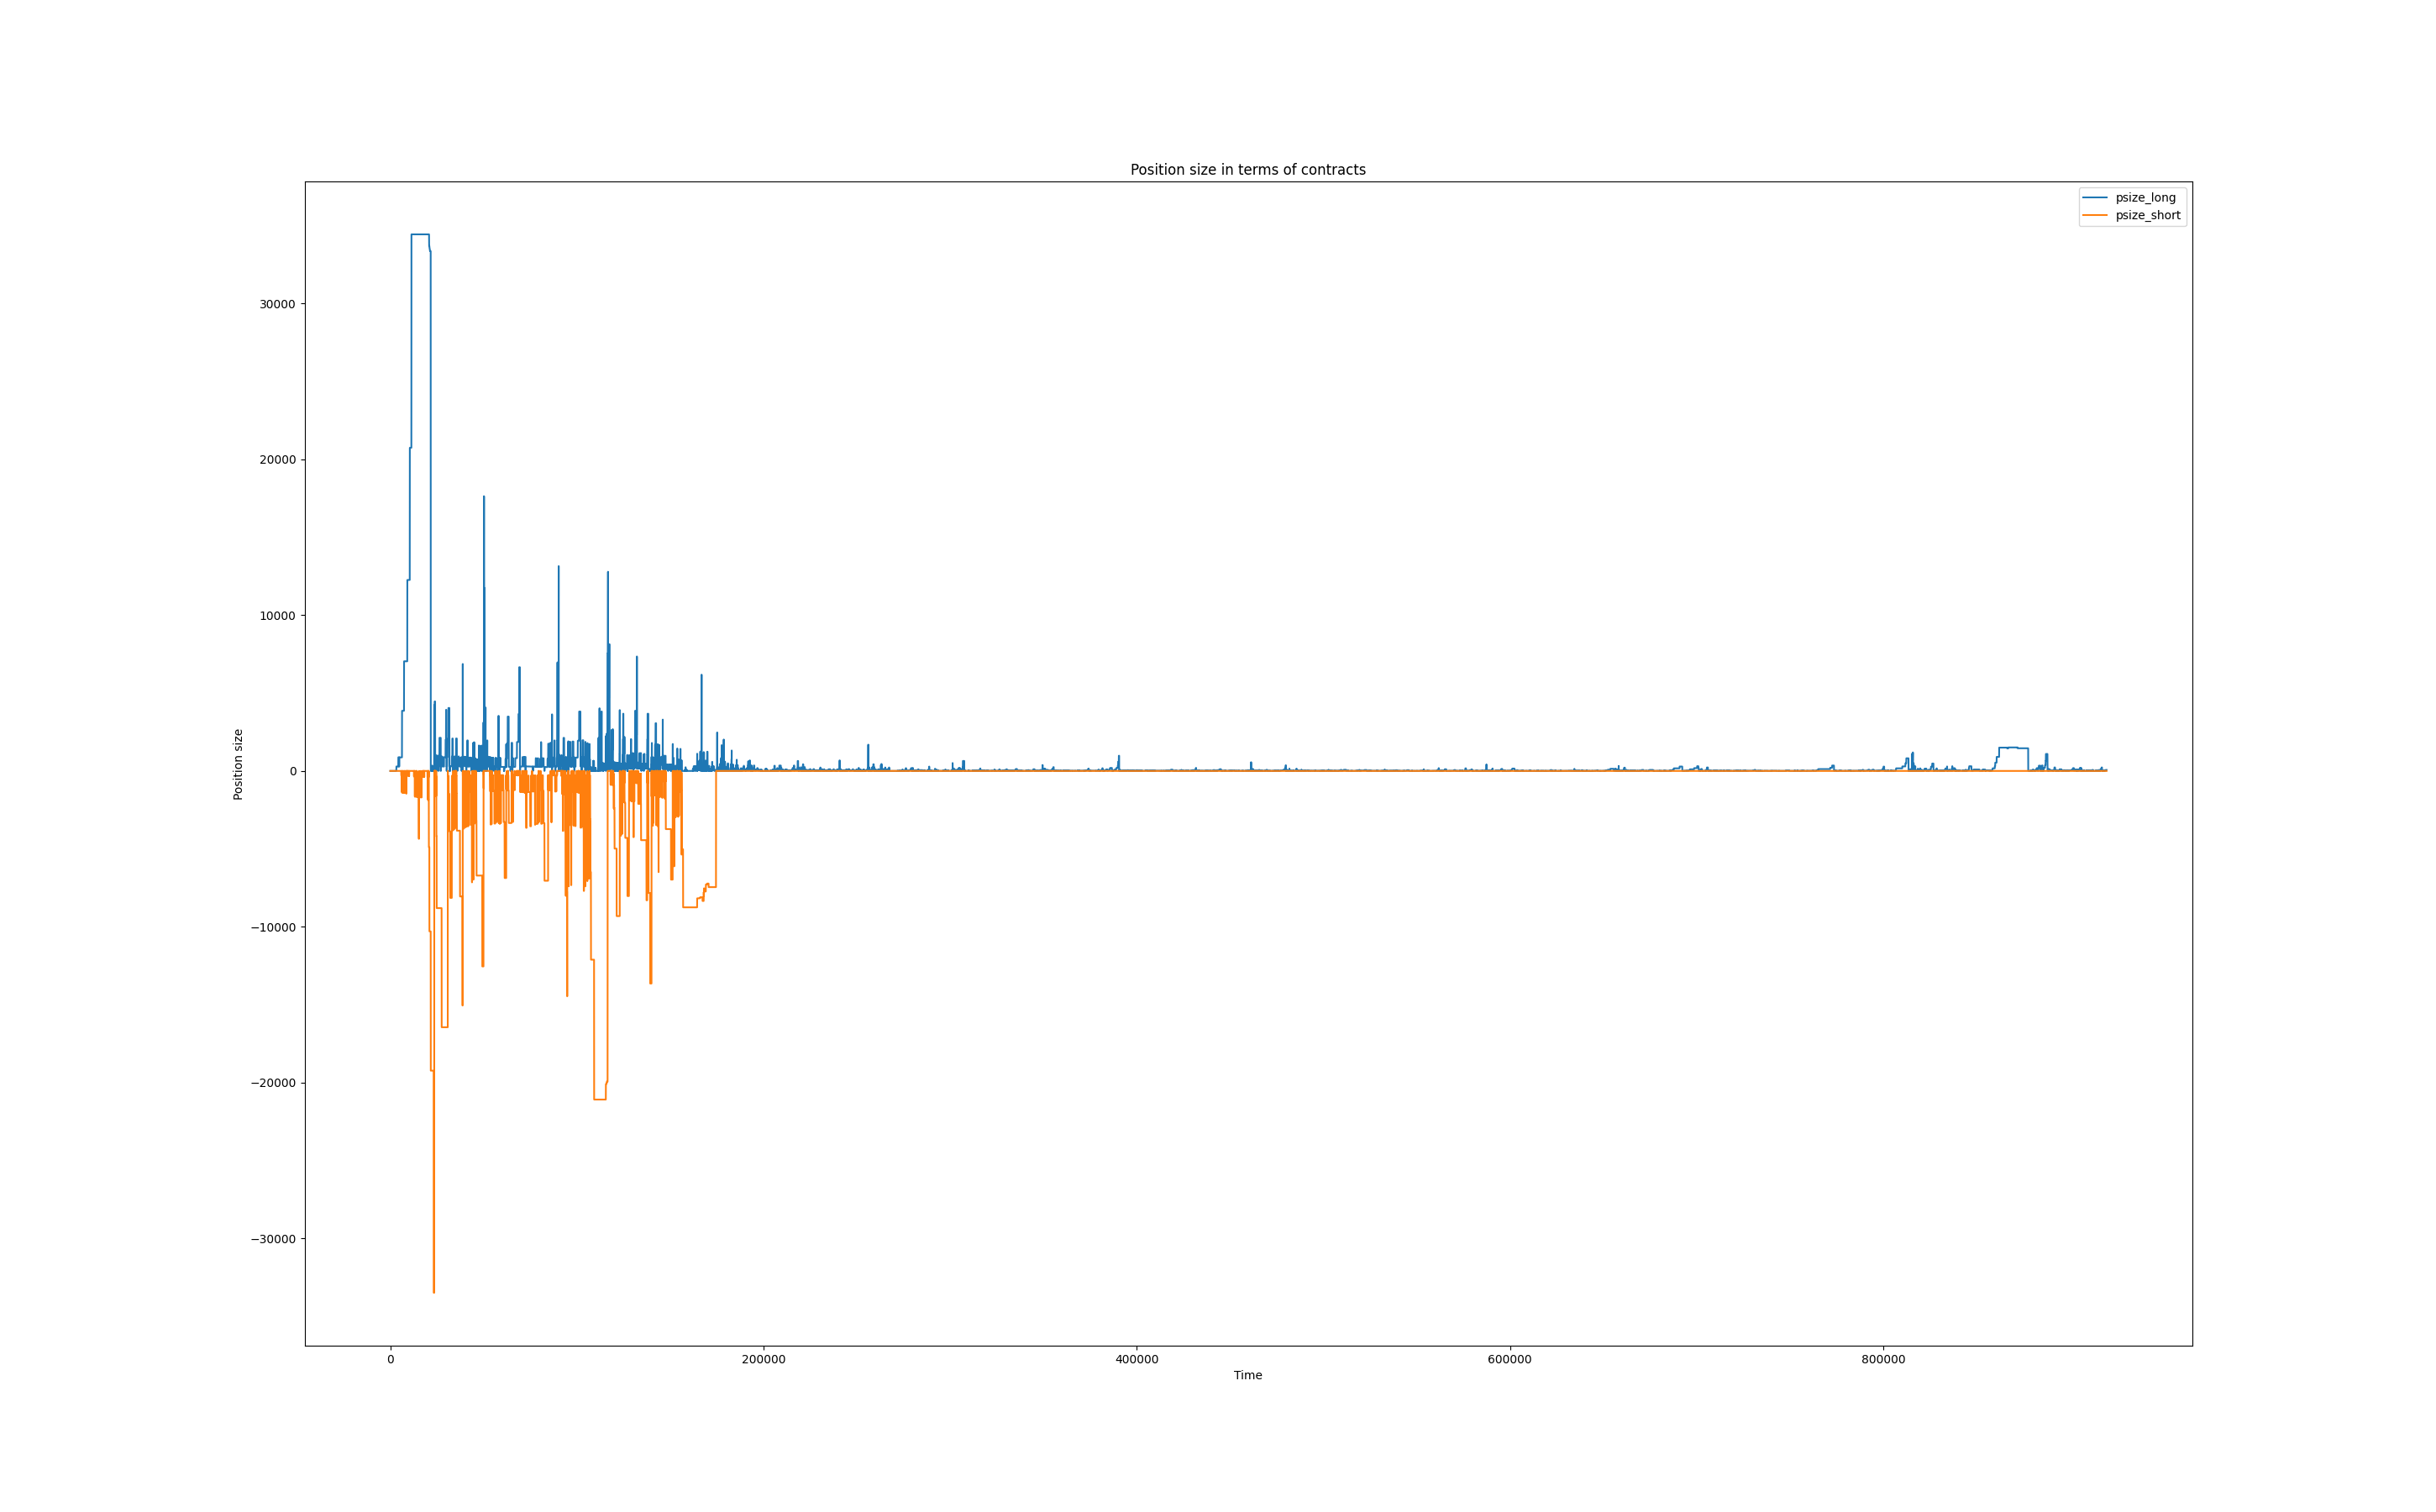 Position size in terms of contracts
psize_long
psize_short
30000
20000
10000
0
−10000
−20000
−30000
Position size
0
200000
400000
600000
800000
Time